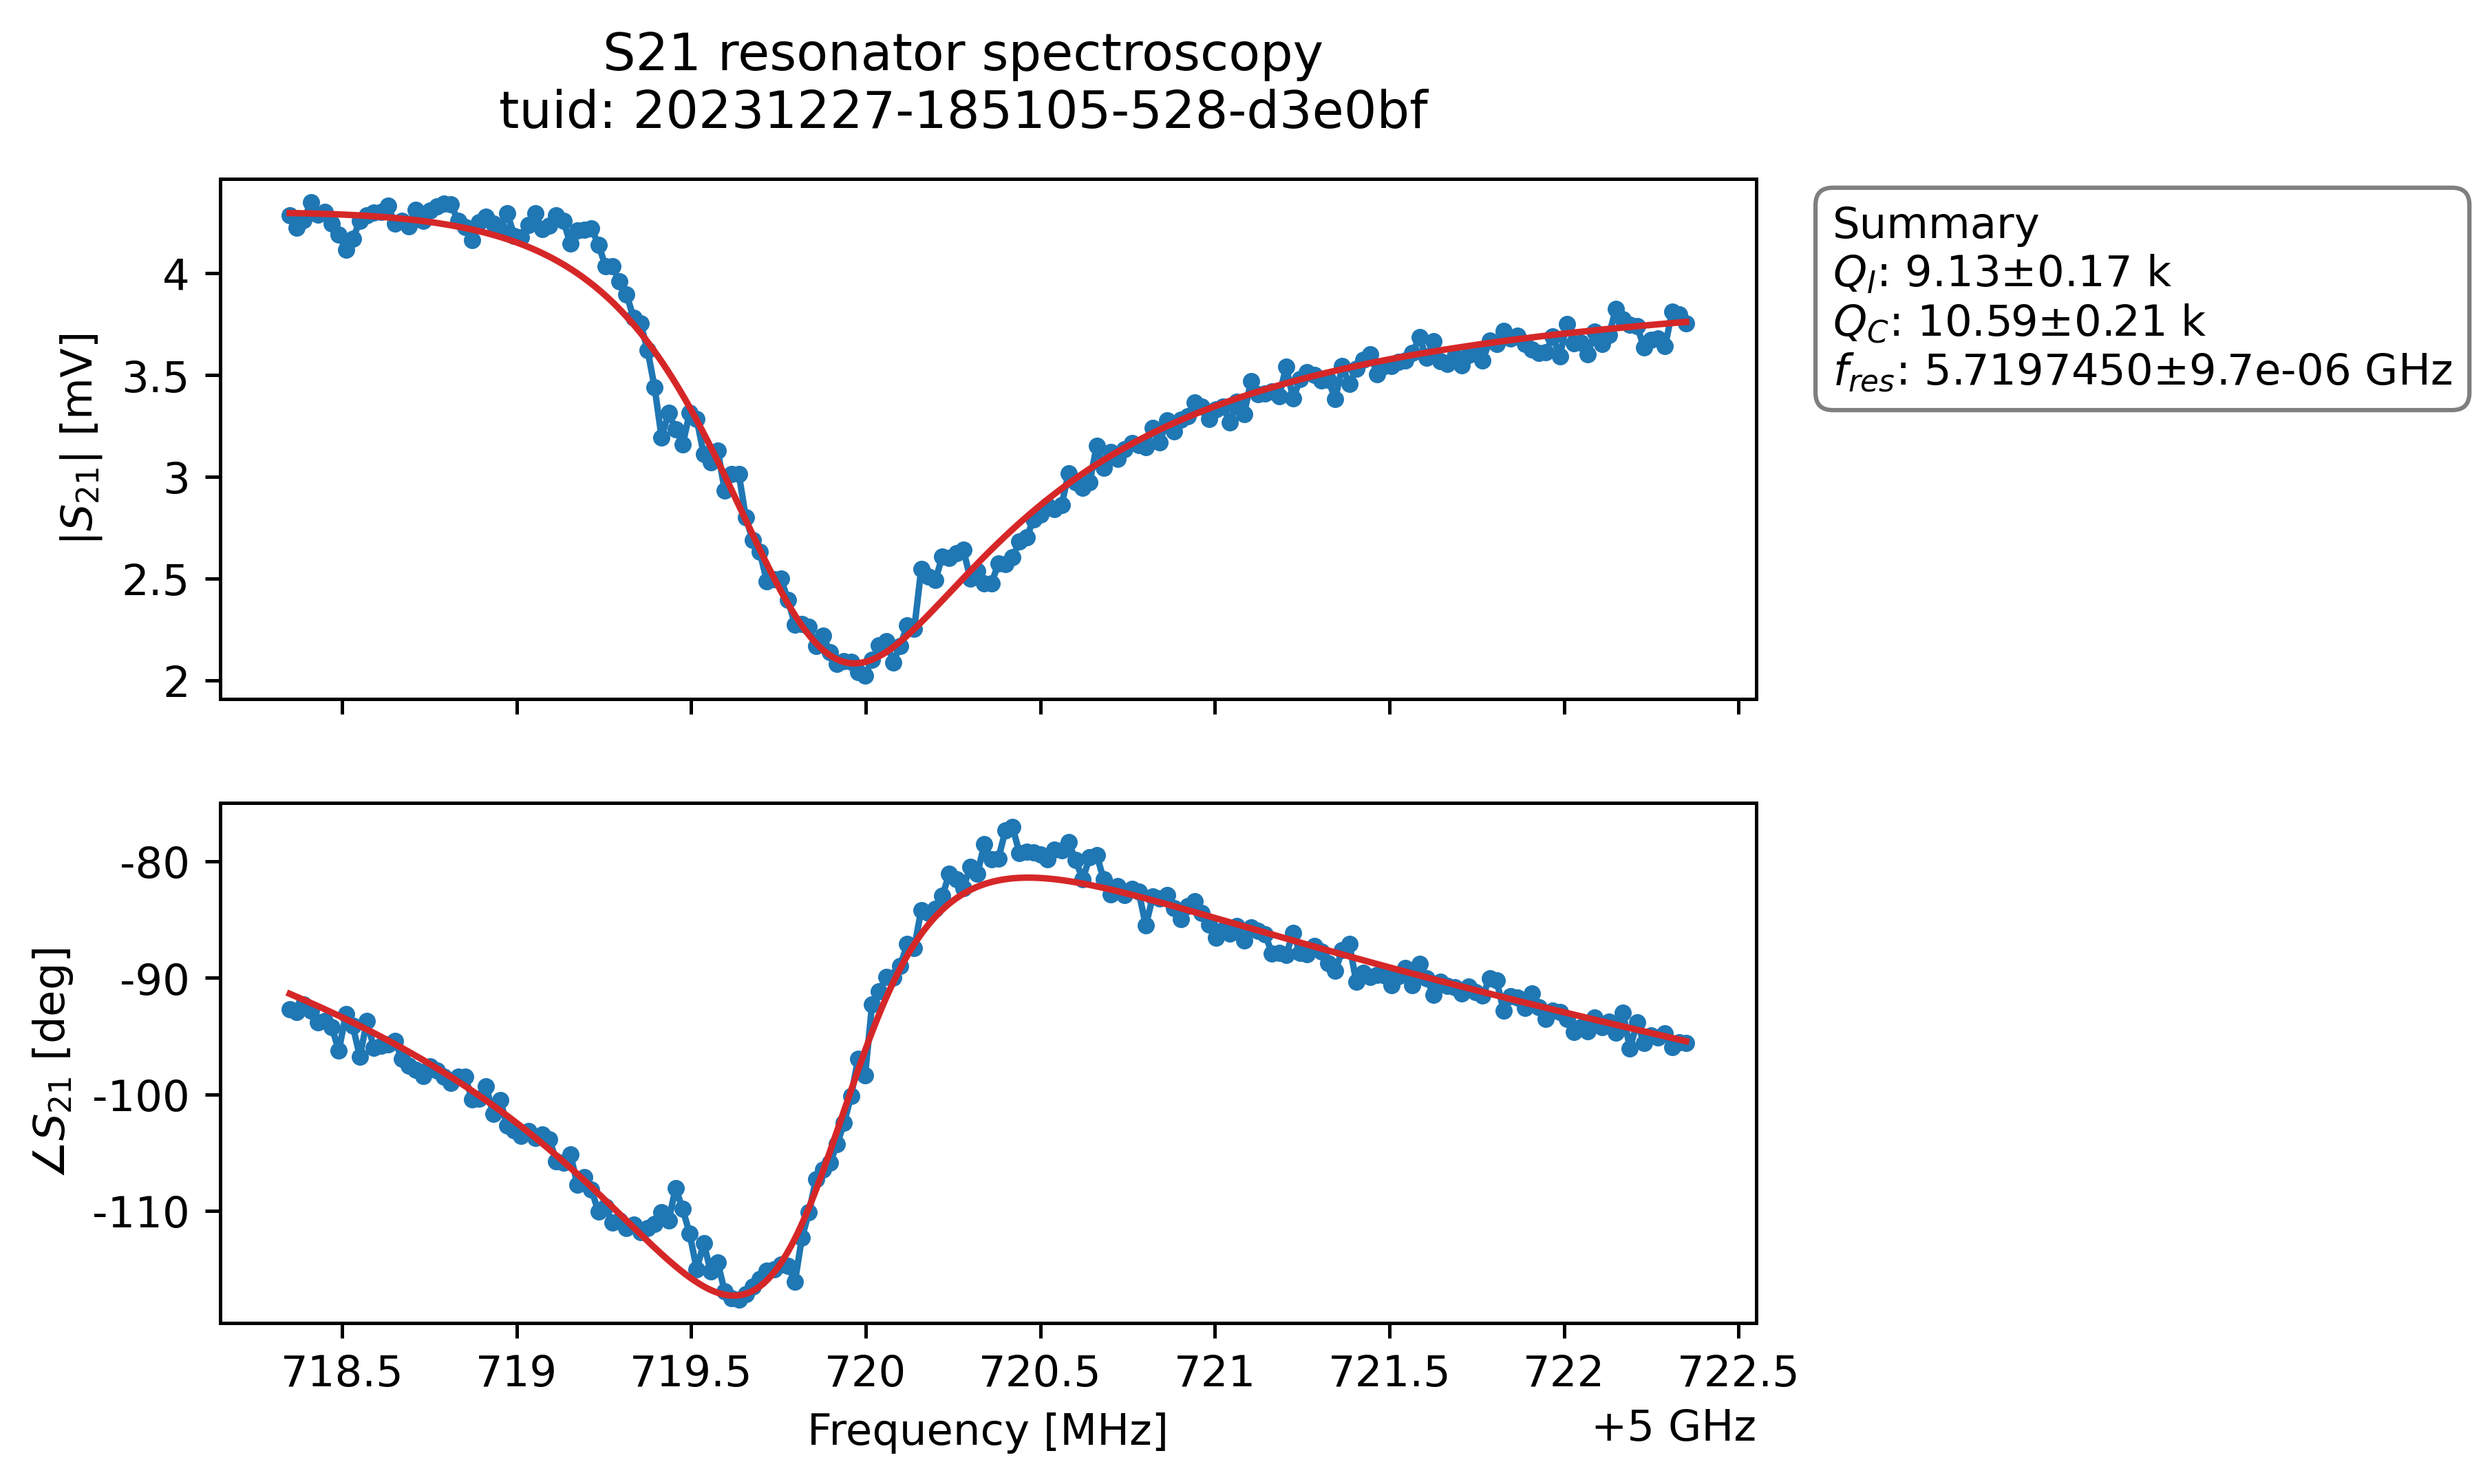 S21 resonator spectroscopy
tuid: 20231227-185105-528-d3e0bf
|S₂₁| [mV]
4
3.5
3
2.5
2
Summary
Q_I: 9.13±0.17 k
Q_C: 10.59±0.21 k
f_res: 5.7197450±9.7e-06 GHz
∠S₂₁ [deg]
-80
-90
-100
-110
718.5 719 719.5 720 720.5 721 721.5 722 722.5
Frequency [MHz]
+5 GHz